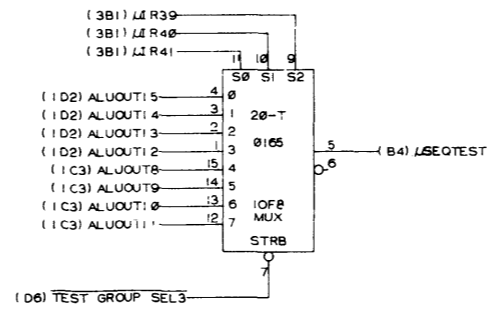 (3B1) μIR39
(3B1) μIR40
(3B1) μIR41
11 10 9
S0 S1 S2
(1D2) ALUOUT15 4 0
(1D2) ALUOUT14 3 1 20-T
(1D2) ALUOUT13 2 2 0165
(1D2) ALUOUT12 1 3 5 (B4) μSEQTEST
(1C3) ALUOUT8 15 4 6
(1C3) ALUOUT9 14 5
(1C3) ALUOUT10 13 6 1OF8
(1C3) ALUOUT11 12 7 MUX
STRB
7
(D6) TEST GROUP SEL3